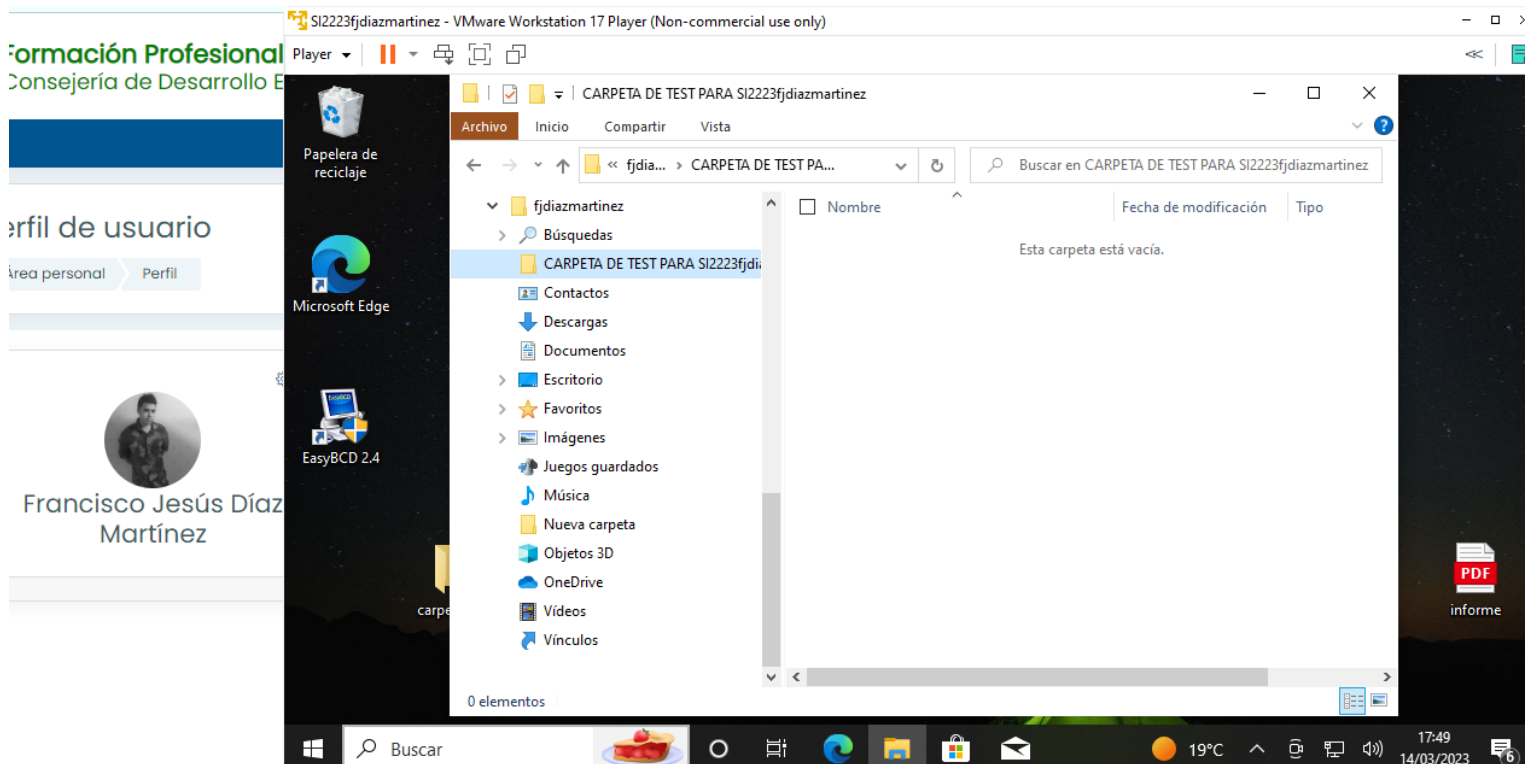 SI2223fjdiazmartinez - VMware Workstation 17 Player (Non-commercial use only)
Player
Formación Profesional
Consejería de Desarrollo E
erfil de usuario
Área personal
Perfil
Francisco Jesús Díaz
Martínez
Papelera de
reciclaje
Microsoft Edge
EasyBCD 2.4
carpe
CARPETA DE TEST PARA SI2223fjdiazmartinez
Archivo Inicio Compartir Vista
« fjdia... > CARPETA DE TEST PA...
Buscar en CARPETA DE TEST PARA SI2223fjdiazmartinez
fjdiazmartinez
Búsquedas
CARPETA DE TEST PARA SI2223fjdia
Contactos
Descargas
Documentos
Escritorio
Favoritos
Imágenes
Juegos guardados
Música
Nueva carpeta
Objetos 3D
OneDrive
Vídeos
Vínculos
Nombre Fecha de modificación Tipo
Esta carpeta está vacía.
0 elementos
PDF
informe
Buscar
19°C
17:49
14/03/2023
6